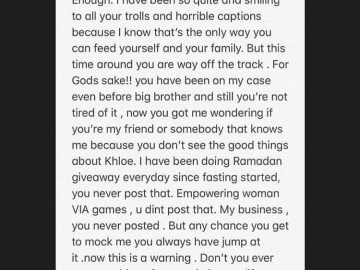 Enough. I have been so quite and smiling
to all your trolls and horrible captions
because I know that's the only way you
can feed yourself and your family. But this
time around you are way off the track . For
Gods sake!! you have been on my case
even before big brother and still you're not
tired of it , now you got me wondering if
you're my friend or somebody that knows
me because you don't see the good things
about Khloe. I have been doing Ramadan
giveaway everyday since fasting started,
you never post that. Empowering woman
VIA games , u dint post that. My business ,
you never posted . But any chance you get
to mock me you always have jump at
it .now this is a warning . Don't you ever